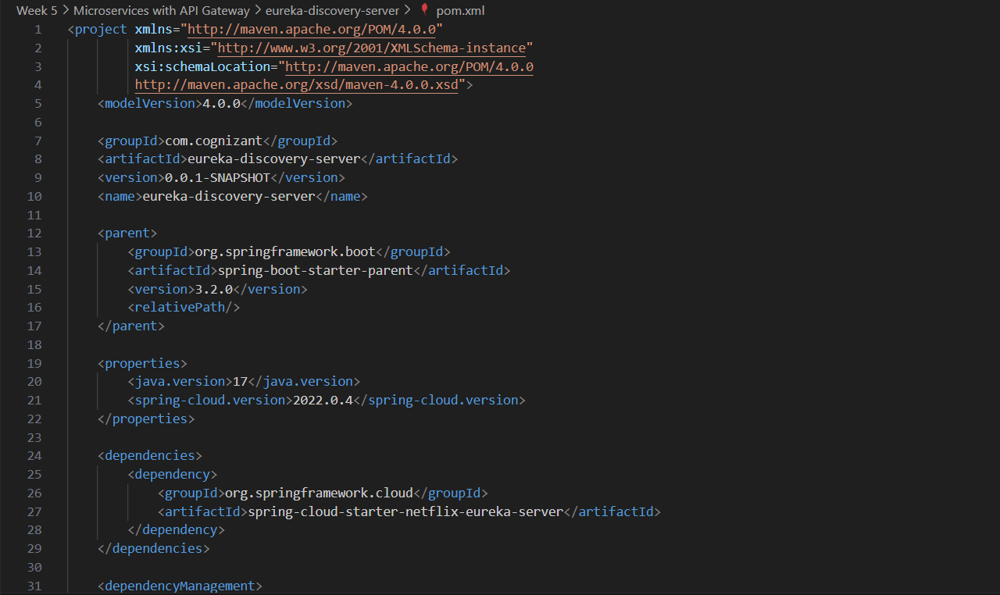 Week 5 > Microservices with API Gateway > eureka-discovery-server > pom.xml
1 <project xmlns="http://maven.apache.org/POM/4.0.0"
2 xmlns:xsi="http://www.w3.org/2001/XMLSchema-instance"
3 xsi:schemaLocation="http://maven.apache.org/POM/4.0.0
4 http://maven.apache.org/xsd/maven-4.0.0.xsd">
5 <modelVersion>4.0.0</modelVersion>
6
7 <groupId>com.cognizant</groupId>
8 <artifactId>eureka-discovery-server</artifactId>
9 <version>0.0.1-SNAPSHOT</version>
10 <name>eureka-discovery-server</name>
11
12 <parent>
13 <groupId>org.springframework.boot</groupId>
14 <artifactId>spring-boot-starter-parent</artifactId>
15 <version>3.2.0</version>
16 <relativePath/>
17 </parent>
18
19 <properties>
20 <java.version>17</java.version>
21 <spring-cloud.version>2022.0.4</spring-cloud.version>
22 </properties>
23
24 <dependencies>
25 <dependency>
26 <groupId>org.springframework.cloud</groupId>
27 <artifactId>spring-cloud-starter-netflix-eureka-server</artifactId>
28 </dependency>
29 </dependencies>
30
31 <dependencyManagement>